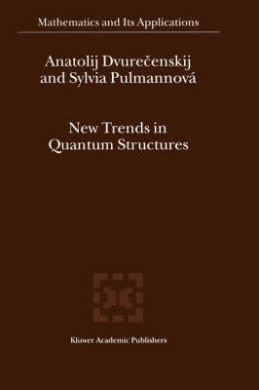 Mathematics and Its Applications
Anatolij Dvurečenskij
and Sylvia Pulmannová
New Trends in
Quantum Structures
Kluwer Academic Publishers